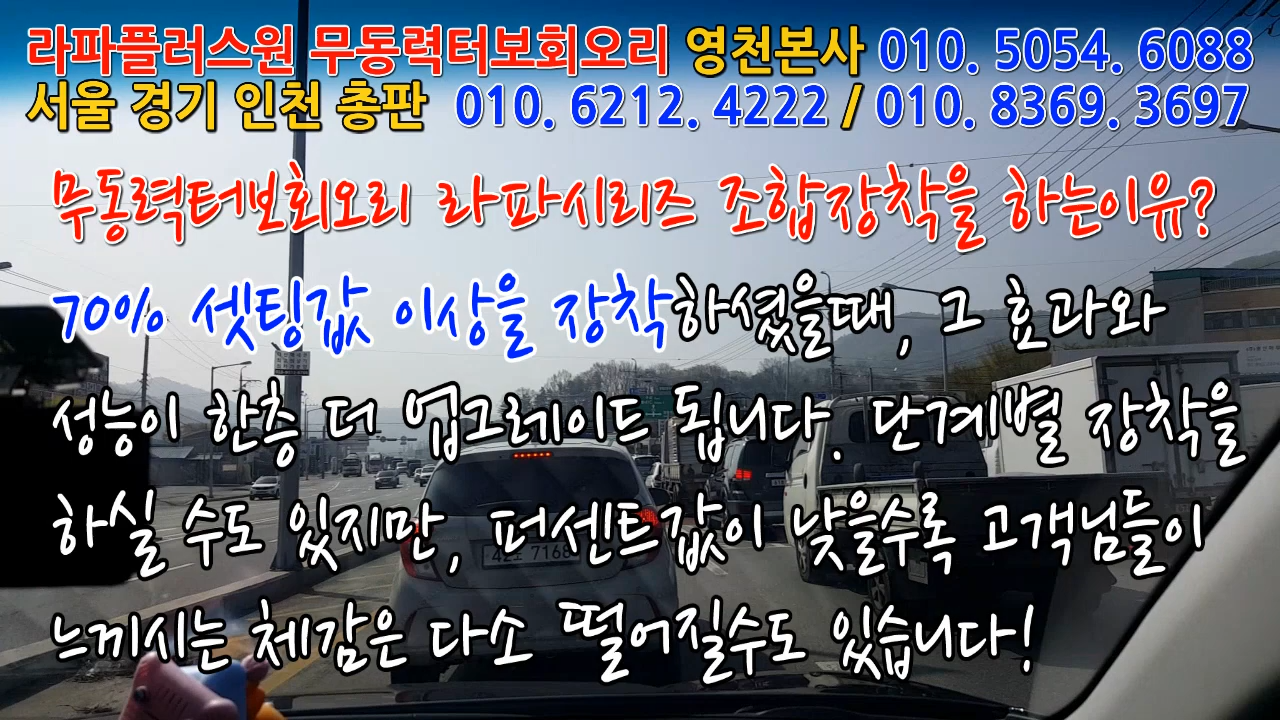 라파플러스원 무동력터보회오리 영천본사 010. 5054. 6088
서울 경기 인천 총판 010. 6212. 4222 / 010. 8369. 3697
무동력터보회오리 라파시리즈 조합장착을 하는이유?
70% 셋팅값 이상을 장착하셨을때, 그 효과와
성능이 한층 더 업그레이드 됩니다. 단계별 장착을
하실 수도 있지만, 퍼센트값이 낮을수록 고객님들이
느끼시는 체감은 다소 떨어질수도 있습니다!